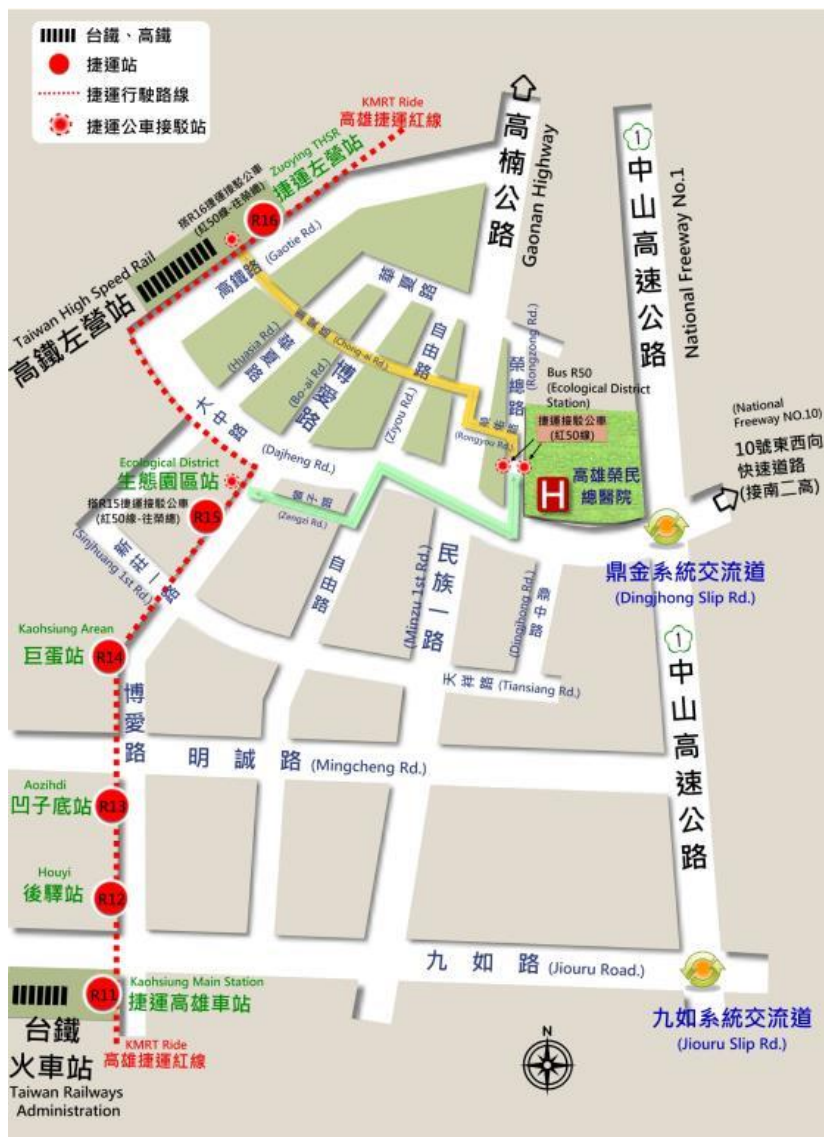 台鐵、高鐵
捷運站
捷運行駛路線
捷運公車接駁站
KMRT Ride
高雄捷運紅線
Zuoying THSR
捷運左營站
搭R16捷運接駁公車
(紅50線-往榮總)
R16
Taiwan High Speed Rail
高鐵左營站
高鐵路 (Gaotie Rd.)
高楠公路
Gaonan Highway
1
中山高速公路
National Freeway No.1
華夏路
(Huasia Rd.)
華夏路
(Bo-ai Rd.)
博愛路
(Chong-ai Rd.)
自由路
(Ziyou Rd.)
榮總路
(Rongzong Rd.)
(Rongyou Rd.)
Bus R50
(Ecological District
Station)
捷運接駁公車
(紅50線)
高雄榮民
總醫院
H
(National
Freeway NO.10)
10號東西向
快速道路
(接南二高)
大中路
(Dajheng Rd.)
Ecological District
生態園區站
搭R15捷運接駁公車
(紅50線-往榮總)
R15
(Zengzi Rd.)
新莊一路
(Sinjhuang 1st Rd.)
自由路
民族一路
(Minzu 1st Rd.)
鼎中路
(Dingjhong Rd.)
鼎金系統交流道
(Dingjhong Slip Rd.)
Kaohsiung Arean
巨蛋站
R14
天祥路 (Tiansiang Rd.)
1
中山高速公路
博愛路
明誠路 (Mingcheng Rd.)
Aozihdi
凹子底站
R13
Houyi
後驛站
R12
九如路 (Jiouru Road.)
九如系統交流道
(Jiouru Slip Rd.)
R11
Kaohsiung Main Station
捷運高雄車站
台鐵
火車站
Taiwan Railways
Administration
KMRT Ride
高雄捷運紅線
N